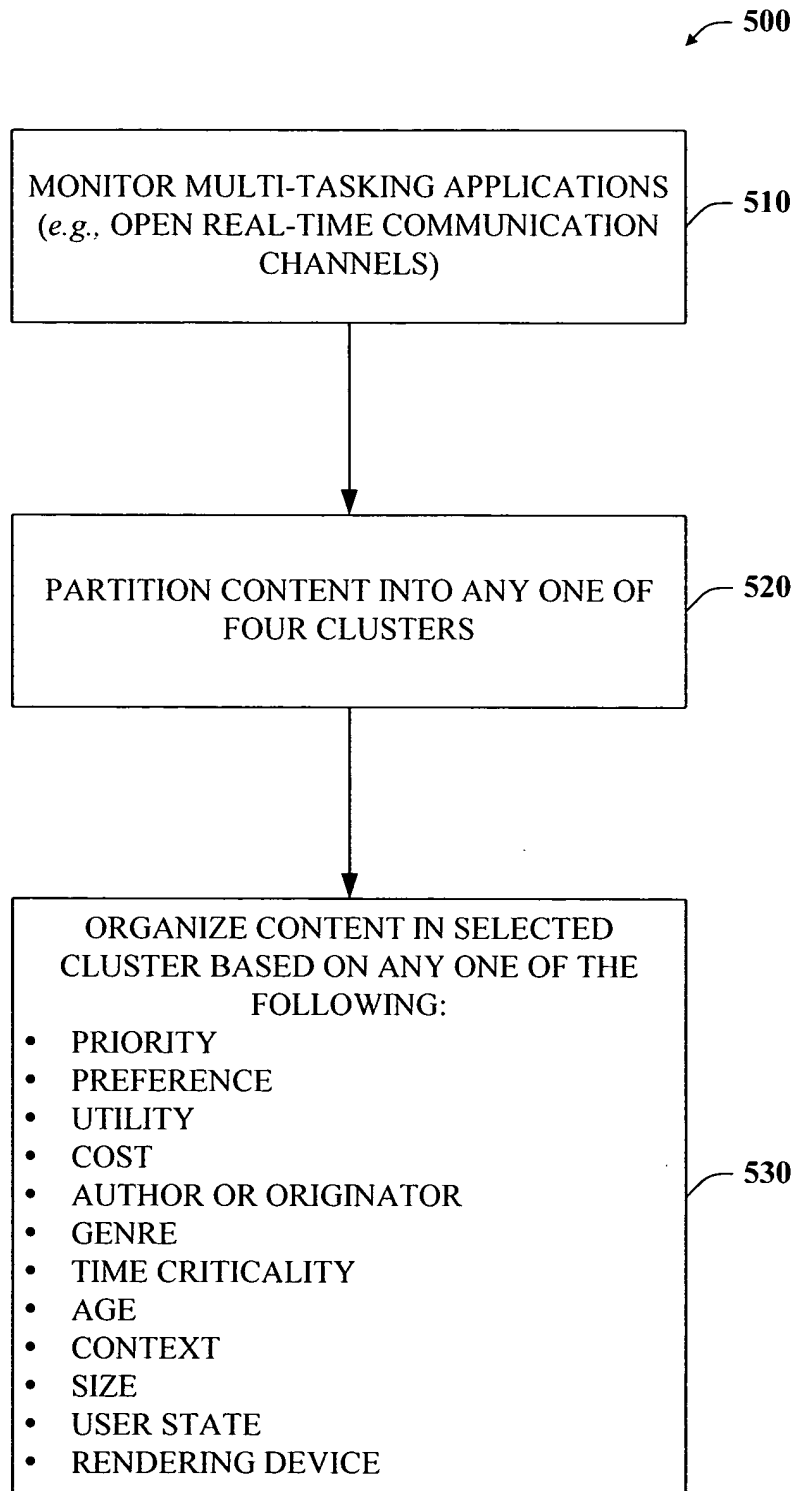 500
MONITOR MULTI-TASKING APPLICATIONS
(e.g., OPEN REAL-TIME COMMUNICATION
CHANNELS)
510
PARTITION CONTENT INTO ANY ONE OF
FOUR CLUSTERS
520
ORGANIZE CONTENT IN SELECTED
CLUSTER BASED ON ANY ONE OF THE
FOLLOWING:
• PRIORITY
• PREFERENCE
• UTILITY
• COST
• AUTHOR OR ORIGINATOR
• GENRE
• TIME CRITICALITY
• AGE
• CONTEXT
• SIZE
• USER STATE
• RENDERING DEVICE
530